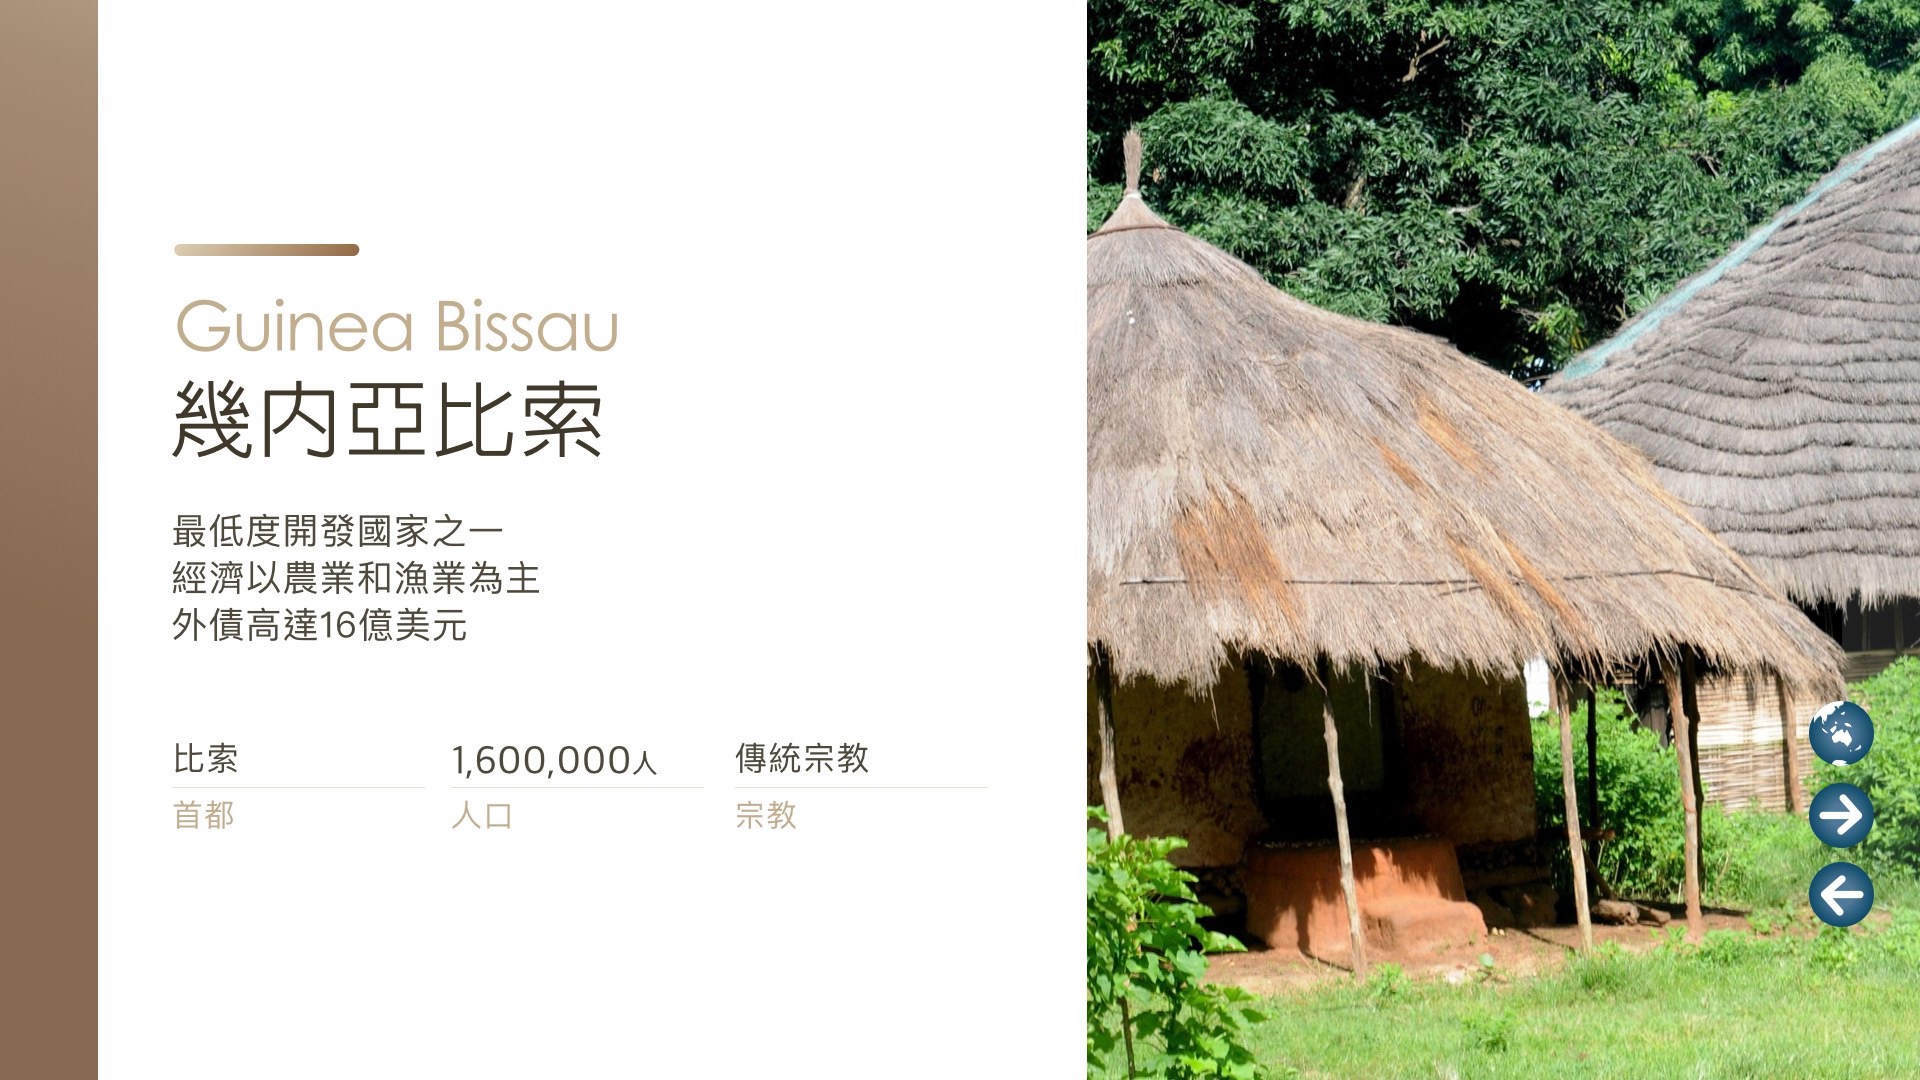 Guinea Bissau
幾內亞比索
最低度開發國家之一
經濟以農業和漁業為主
外債高達16億美元
比索
首都
1,600,000人
人口
傳統宗教
宗教